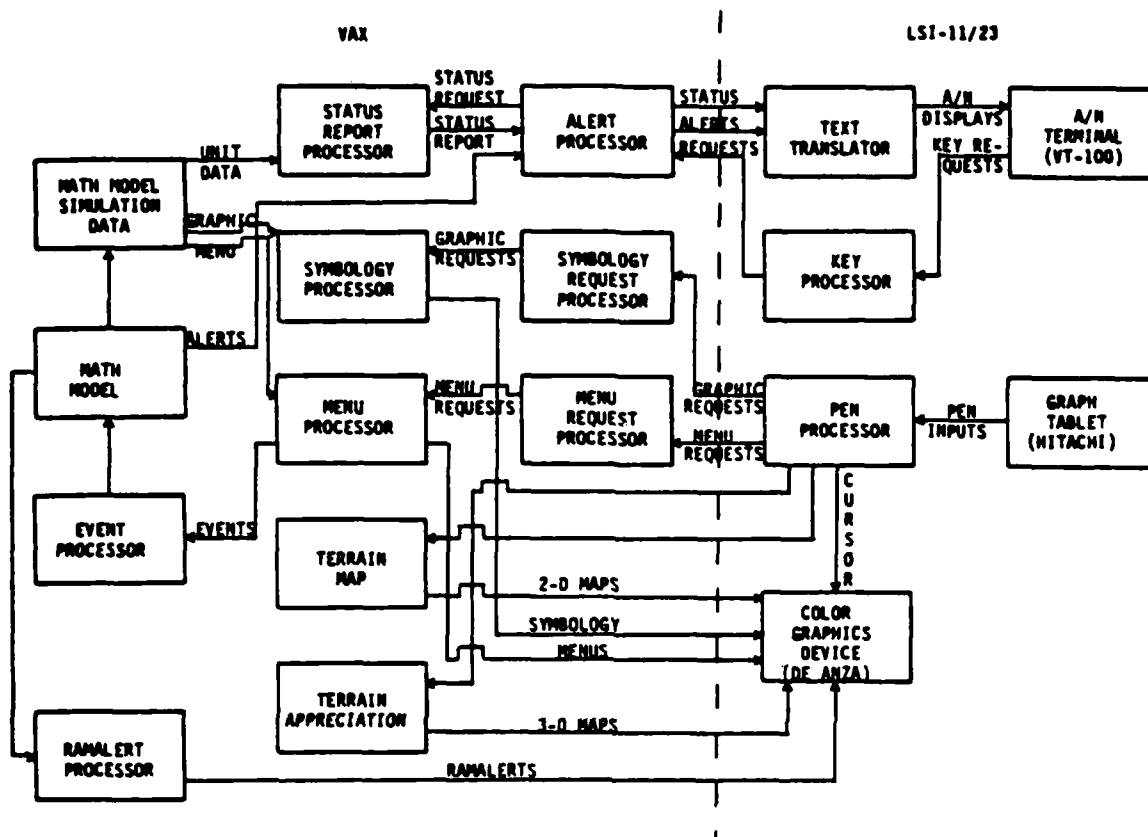 VAX
LSI-11/23
STATUS
REQUEST
STATUS
REPORT
STATUS
REPORT
PROCESSOR
ALERT
PROCESSOR
STATUS
ALERTS
REQUESTS
TEXT
TRANSLATOR
A/N
DISPLAYS
KEY RE-
QUESTS
A/N
TERMINAL
(VT-100)
UNIT
DATA
MATH MODEL
SIMULATION
DATA
GRAPHIC
MENU
SYMBOLOGY
PROCESSOR
GRAPHIC
REQUESTS
SYMBOLOGY
REQUEST
PROCESSOR
KEY
PROCESSOR
ALERTS
MATH
MODEL
MENU
PROCESSOR
MENU
REQUESTS
MENU
REQUEST
PROCESSOR
GRAPHIC
REQUESTS
MENU
REQUESTS
PEN
PROCESSOR
PEN
INPUTS
GRAPH
TABLET
(HITACHI)
CURSOR
EVENT
PROCESSOR
EVENTS
TERRAIN
MAP
2-D MAPS
SYMBOLOGY
MENUS
COLOR
GRAPHICS
DEVICE
(DE ANZA)
TERRAIN
APPRECIATION
3-D MAPS
RAMALERT
PROCESSOR
RAMALERTS